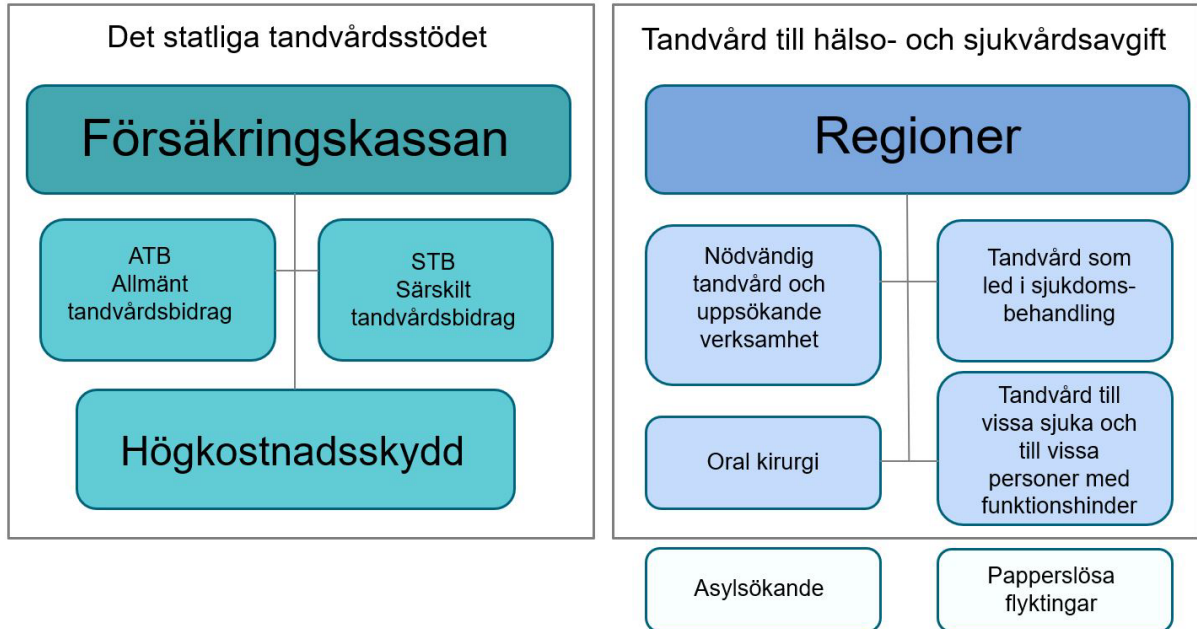 Det statliga tandvårdsstödet
Försäkringskassan
ATB
Allmänt
tandvårdsbidrag
STB
Särskilt
tandvårdsbidrag
Högkostnadsskydd
Tandvård till hälso- och sjukvårdsavgift
Regioner
Nödvändig
tandvård och
uppsökande
verksamhet
Tandvård som
led i sjukdoms-
behandling
Oral kirurgi
Tandvård till
vissa sjuka och
till vissa
personer med
funktionshinder
Asylsökande
Papperslösa
flyktingar